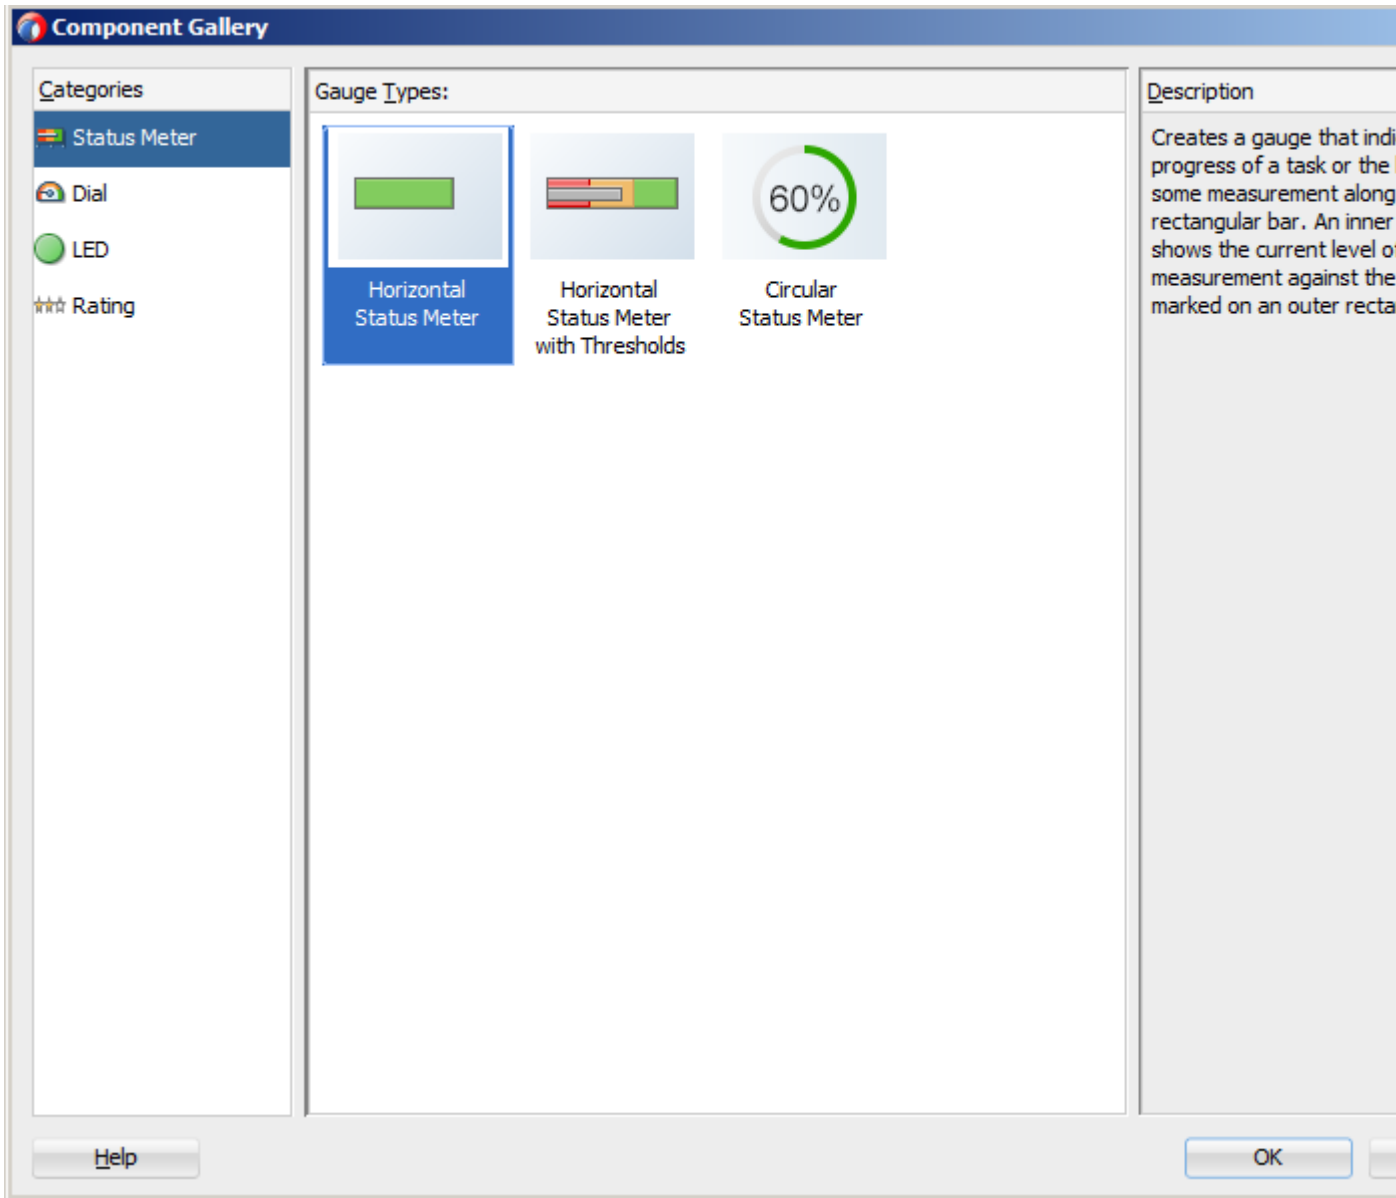 Component Gallery
Categories
Status Meter
Dial
LED
Rating
Gauge Types:
60%
Horizontal
Status Meter
Horizontal
Status Meter
with Thresholds
Circular
Status Meter
Description
Creates a gauge that indi
progress of a task or the
some measurement along
rectangular bar. An inner
shows the current level of
measurement against the
marked on an outer recta
Help
OK